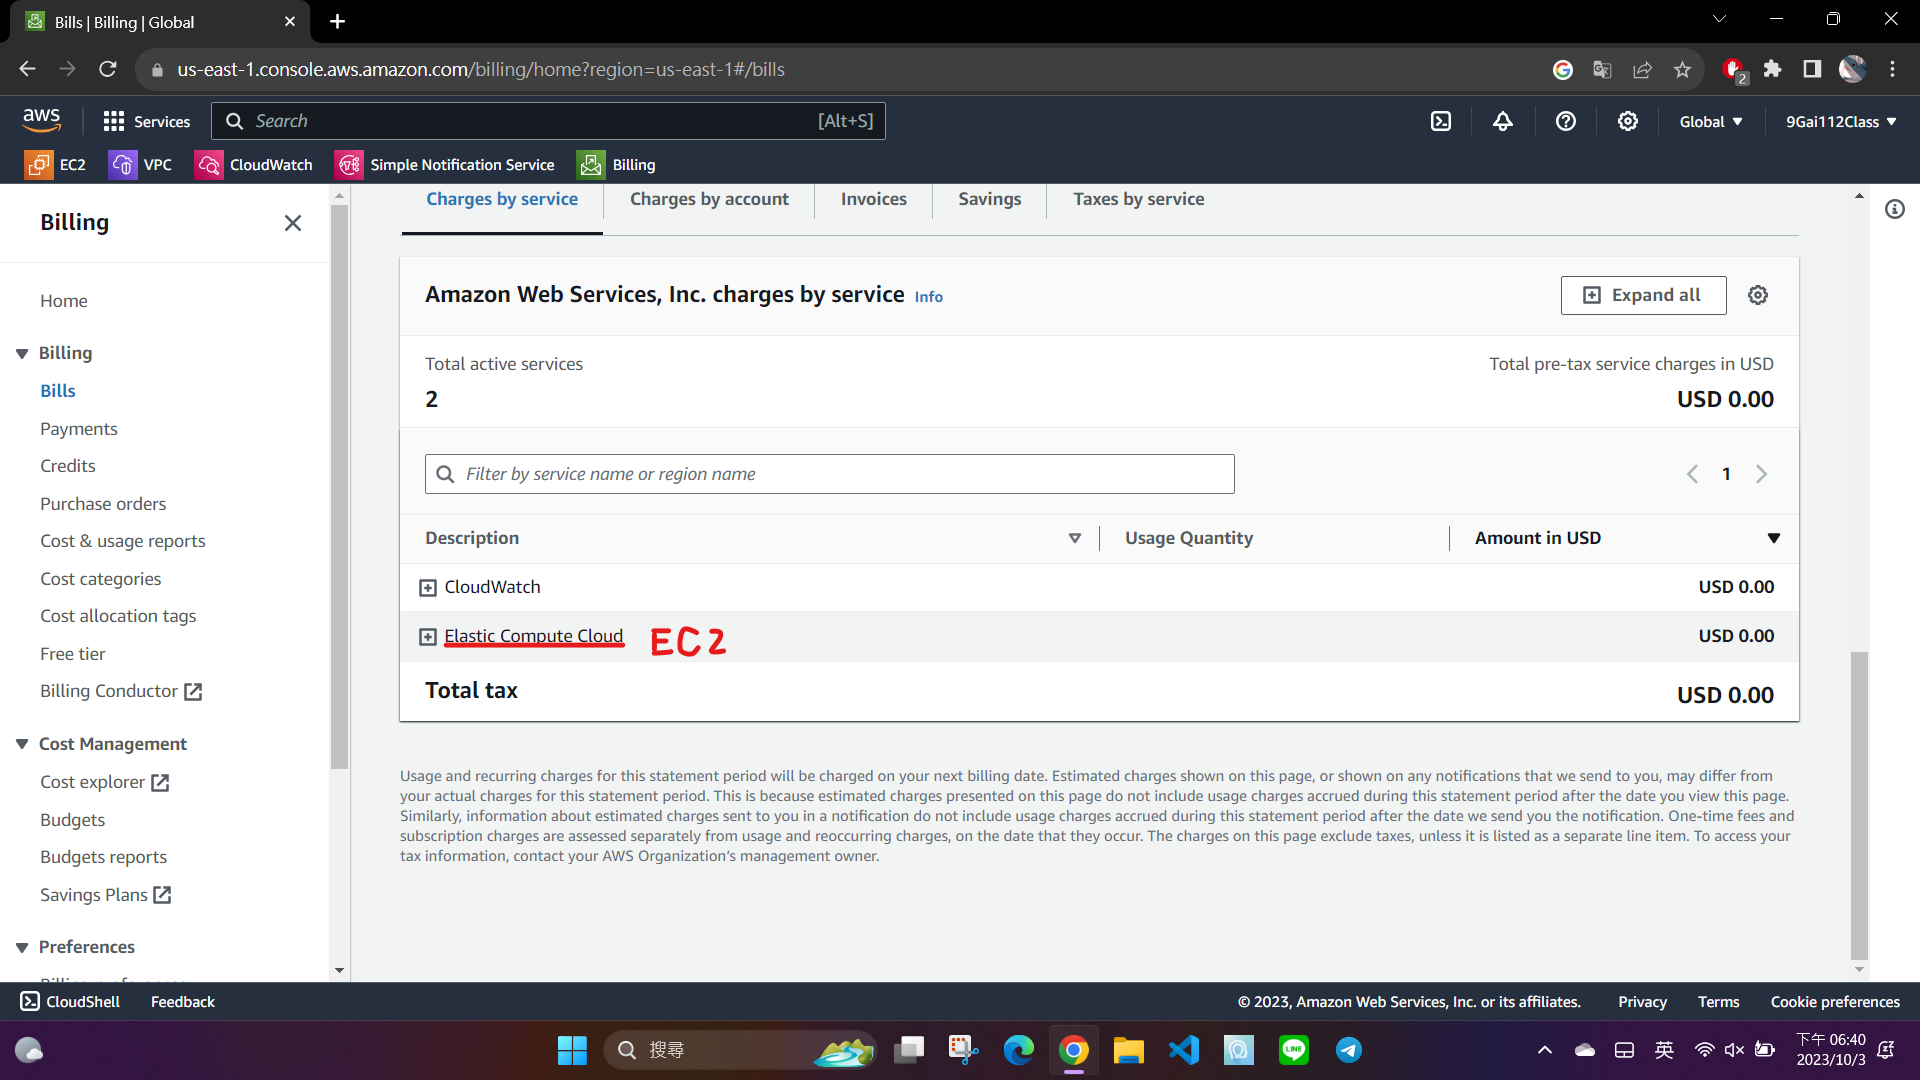 Bills | Billing | Global
us-east-1.console.aws.amazon.com/billing/home?region=us-east-1#/bills
2
aws
Services
Search
[Alt+S]
Global
9Gai112Class
EC2
VPC
CloudWatch
Simple Notification Service
Billing
Billing
Home
Billing
Bills
Payments
Credits
Purchase orders
Cost & usage reports
Cost categories
Cost allocation tags
Free tier
Billing Conductor
Cost Management
Cost explorer
Budgets
Budgets reports
Savings Plans
Preferences
Charges by service
Charges by account
Invoices
Savings
Taxes by service
Amazon Web Services, Inc. charges by service Info
Expand all
Total active services
Total pre-tax service charges in USD
2
USD 0.00
Filter by service name or region name
1
Description
Usage Quantity
Amount in USD
CloudWatch
USD 0.00
Elastic Compute Cloud
EC2
USD 0.00
Total tax
USD 0.00
Usage and recurring charges for this statement period will be charged on your next billing date. Estimated charges shown on this page, or shown on any notifications that we send to you, may differ from
your actual charges for this statement period. This is because estimated charges presented on this page do not include usage charges accrued during this statement period after the date you view this page.
Similarly, information about estimated charges sent to you in a notification do not include usage charges accrued during this statement period after the date we send you the notification. One-time fees and
subscription charges are assessed separately from usage and reoccurring charges, on the date that they occur. The charges on this page exclude taxes, unless it is listed as a separate line item. To access your
tax information, contact your AWS Organization's management owner.
CloudShell
Feedback
© 2023, Amazon Web Services, Inc. or its affiliates.
Privacy
Terms
Cookie preferences
搜尋
LINE
英
下午 06:40
2023/10/3